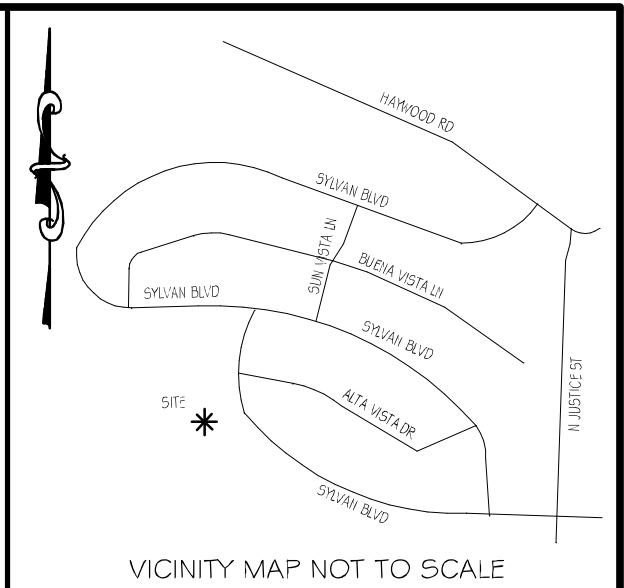 HAYWOOD RD
SYLVAN BLVD
SUN VISTA LN
BUENA VISTA LN
SYLVAN BLVD
SYLVAN BLVD
N JUSTICE ST
SITE
ALTA VISTA DR
SYLVAN BLVD
VICINITY MAP NOT TO SCALE